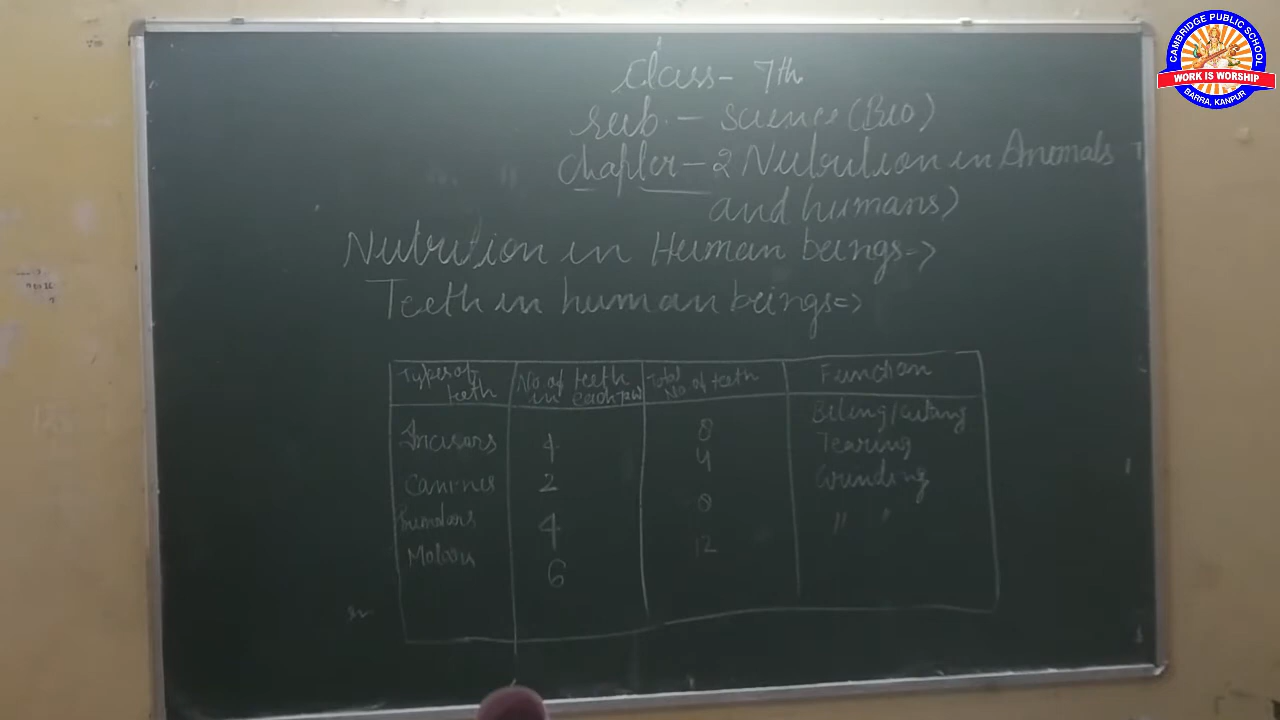 CAMBRIDGE PUBLIC SCHOOL
WORK IS WORSHIP
BARRA, KANPUR
Class- 7th
Sub.- Science (Bio)
Chapter-2 Nutrition in Animals
and humans)
Nutrition in Human beings=>
Teeth in human beings=>
Types of teeth No of teeth in each jaw Total No of teeth Function
Incisors 4 8 Biting/cutting
Canines 2 4 Tearing
Premolars 4 8 Grinding
Molars 6 12 " "